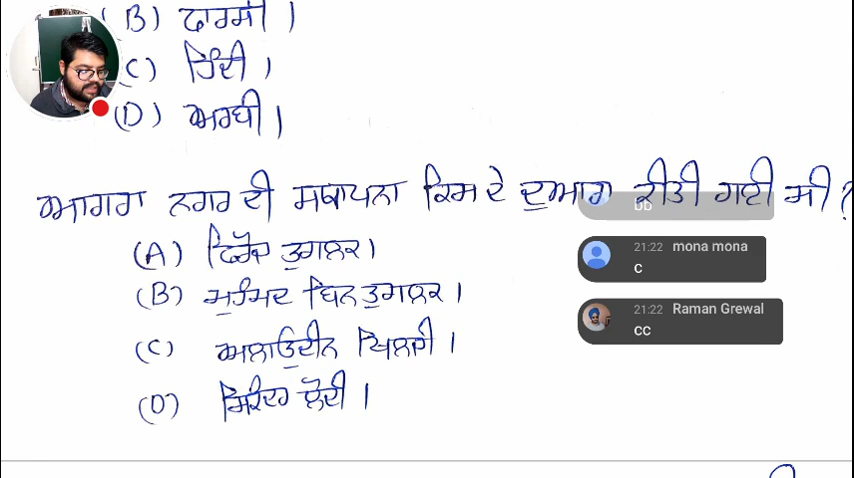 (B) ਫਾਰਸੀ ।
(C) ਹਿੰਦੀ ।
(D) ਅਰਬੀ ।
ਆਗਰਾ ਨਗਰ ਦੀ ਸਥਾਪਨਾ ਕਿਸ ਦੇ ਦੁਆਰਾ ਕੀਤੀ ਗਈ ਸੀ ?
(A) ਫਿਰੋਜ ਤੁਗਲਕ ।
(B) ਮੁਹੰਮਦ ਬਿਨ ਤੁਗਲਕ ।
(C) ਅਲਾਉਦੀਨ ਖਿਲਜੀ ।
(D) ਸਿਕੰਦਰ ਲੋਦੀ ।
21:22 mona mona
C
21:22 Raman Grewal
cc